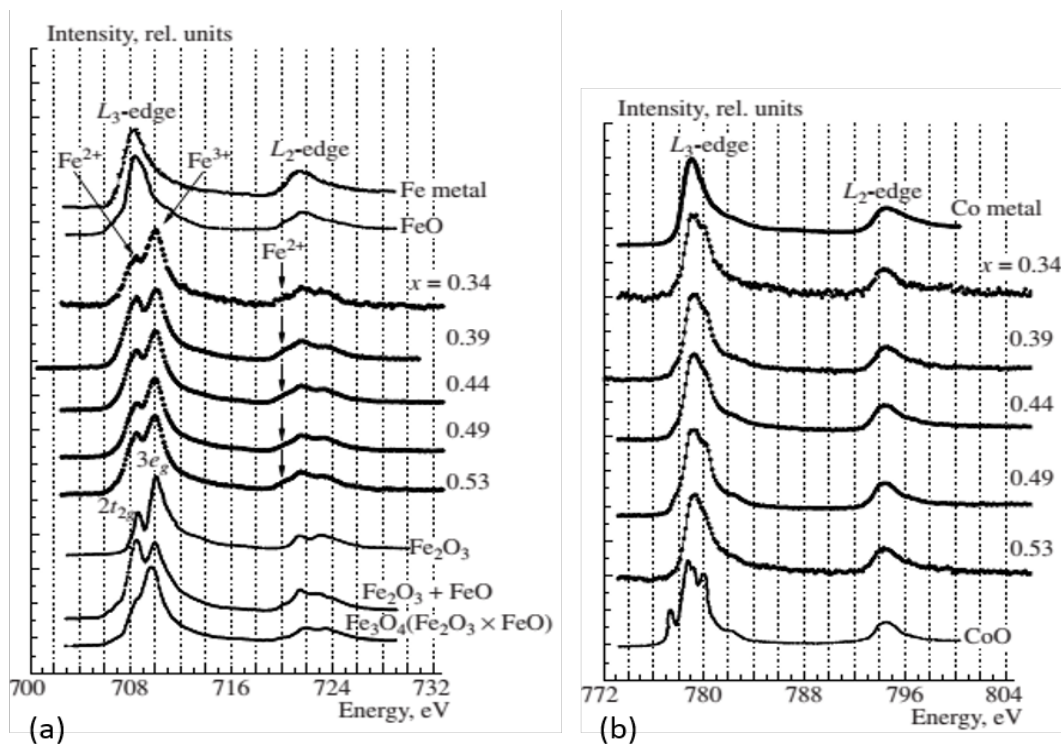 Intensity, rel. units
L₃-edge
Fe²⁺
Fe³⁺
L₂-edge
Fe metal
FeO
Fe²⁺
x = 0.34
0.39
0.44
0.49
0.53
3e_g
2t₂g
Fe₂O₃
Fe₂O₃ + FeO
Fe₃O₄(Fe₂O₃ × FeO)
700 708 716 724 732
Energy, eV
(a)
Intensity, rel. units
L₃-edge
L₂-edge
Co metal
x = 0.34
0.39
0.44
0.49
0.53
CoO
772 780 788 796 804
Energy, eV
(b)